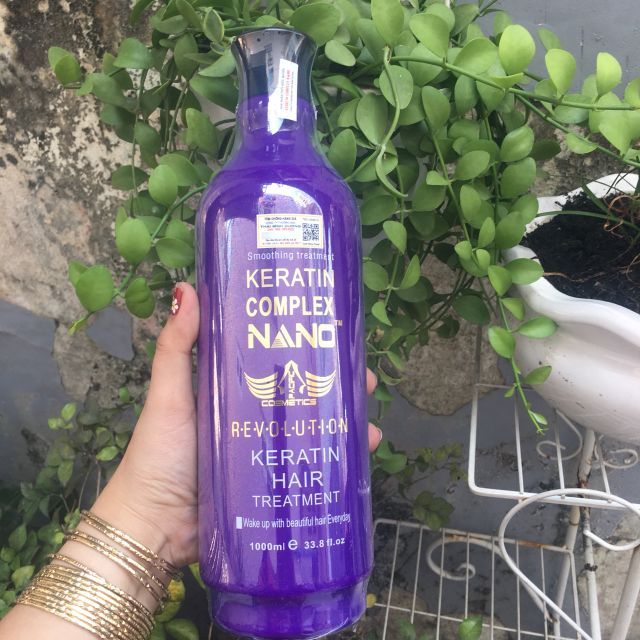 Smoothing treatment
KERATIN
COMPLEX
NANO™
COSMETICS
REVOLUTION
KERATIN
HAIR
TREATMENT
Wake up with beautiful hair Everyday
1000ml e 33.8 fl.oz